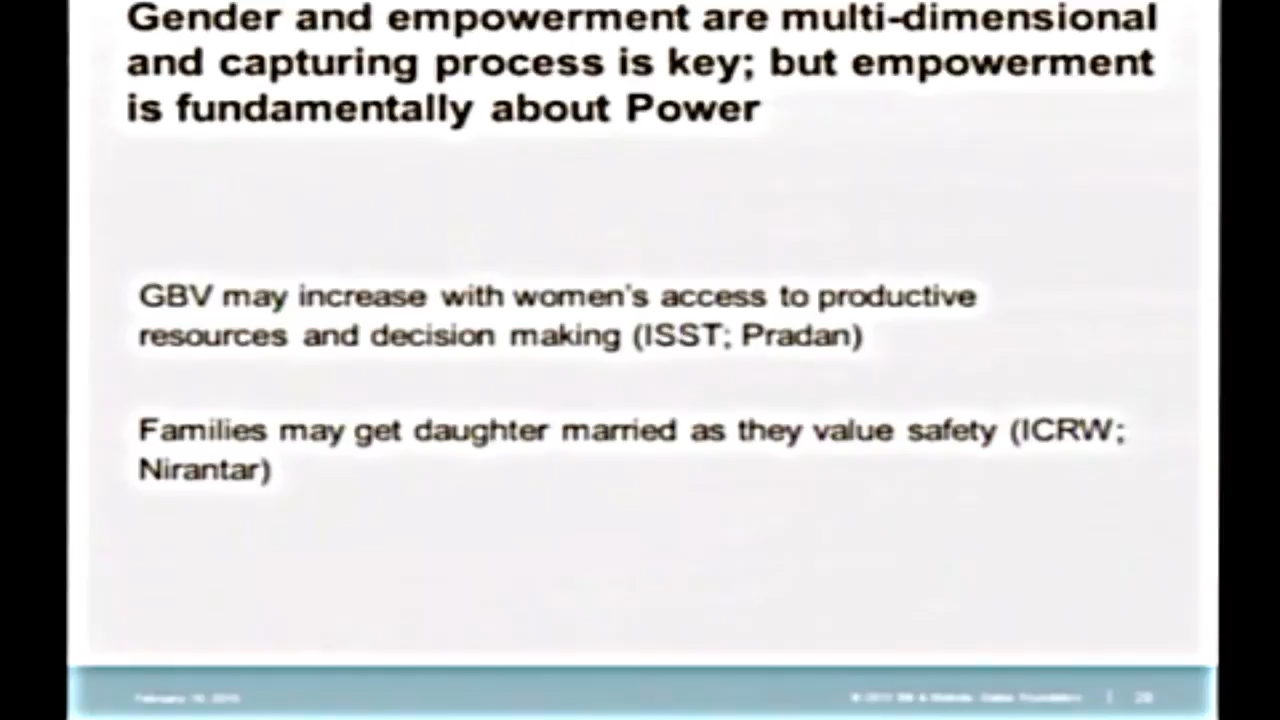 Gender and empowerment are multi-dimensional
and capturing process is key; but empowerment
is fundamentally about Power
GBV may increase with women's access to productive
resources and decision making (ISST; Pradan)
Families may get daughter married as they value safety (ICRW;
Nirantar)
February
Foundation |